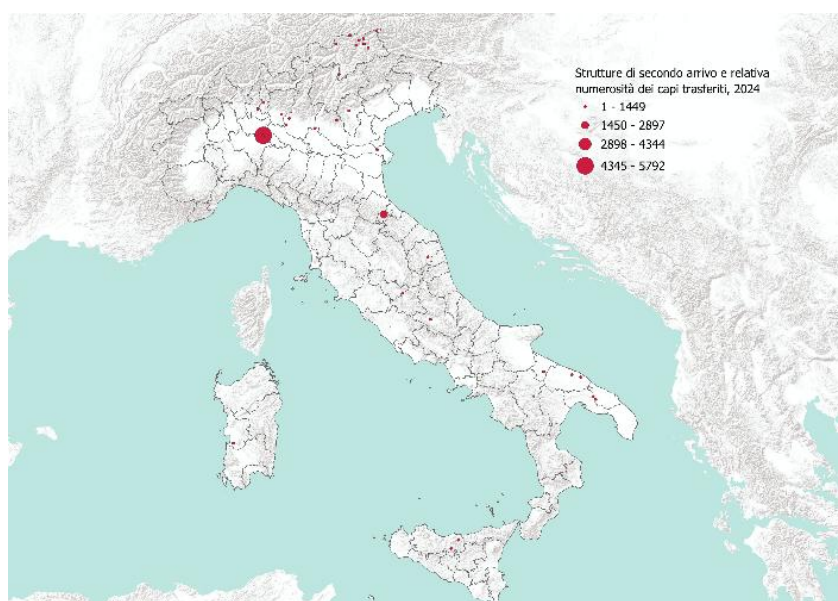 Strutture di secondo arrivo e relativa
numerosità dei capi trasferiti, 2024
1 - 1449
1450 - 2897
2898 - 4344
4345 - 5792